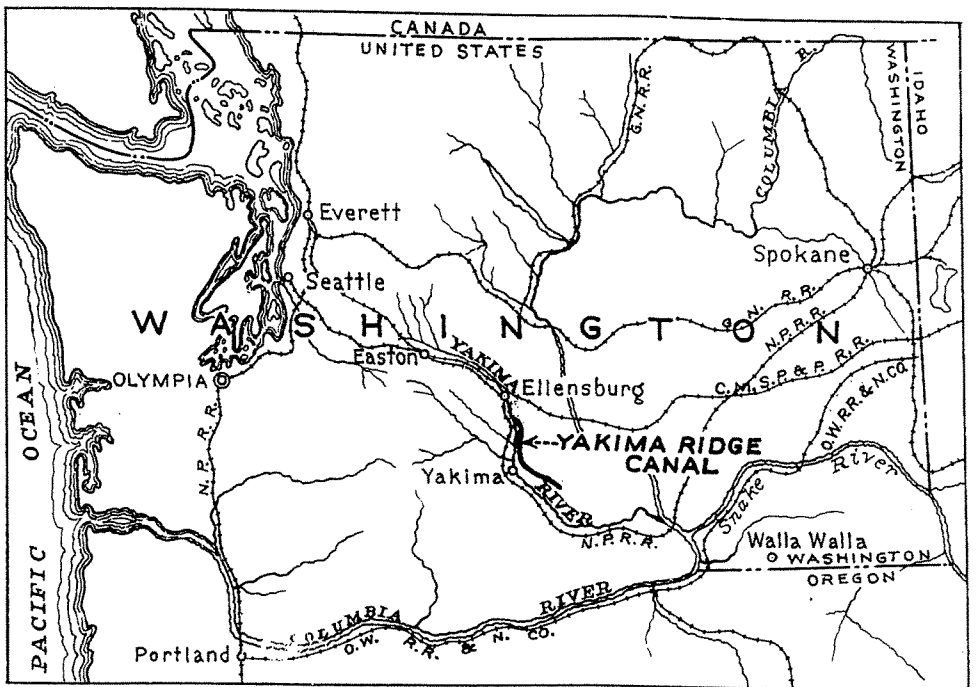 CANADA
UNITED STATES
WASHINGTON
IDAHO
G.N.R.R.
COLUMBIA R.
Everett
Seattle
Spokane
WASHINGTON
G. N. R. R.
N. P. R. R.
C. M. S. P. & P. R. R.
O.W.R.R. & N. Co.
Easton
YAKIMA
Ellensburg
OLYMPIA
N. P. R. R.
YAKIMA RIDGE
CANAL
Yakima
RIVER
N. P. R. R.
Snake River
Walla Walla
WASHINGTON
OREGON
COLUMBIA RIVER
O. W. R. R. & N. CO.
Portland
PACIFIC OCEAN